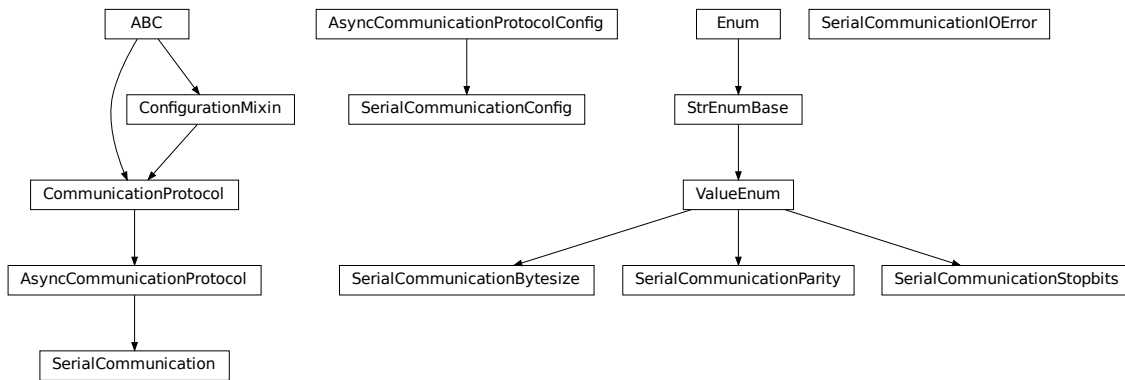 ABC
AsyncCommunicationProtocolConfig
Enum
SerialCommunicationIOError
ConfigurationMixin
SerialCommunicationConfig
StrEnumBase
CommunicationProtocol
ValueEnum
AsyncCommunicationProtocol
SerialCommunicationBytesize
SerialCommunicationParity
SerialCommunicationStopbits
SerialCommunication